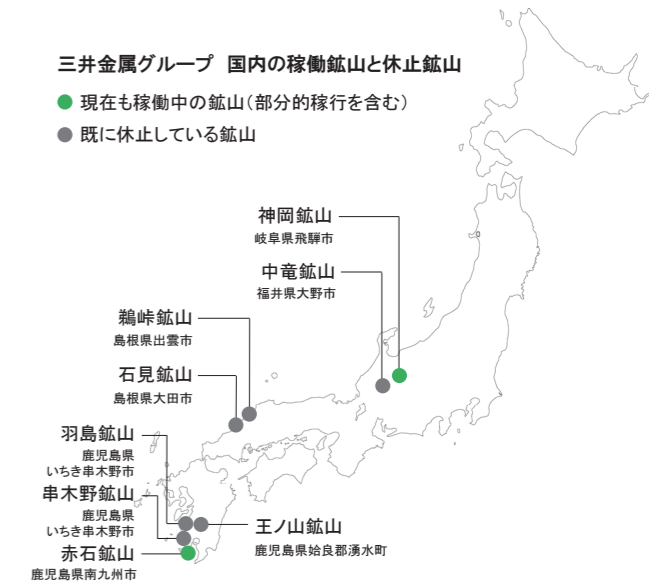 三井金属グループ　国内の稼働鉱山と休止鉱山
現在も稼働中の鉱山（部分的稼行を含む）
既に休止している鉱山
神岡鉱山
岐阜県飛騨市
中竜鉱山
福井県大野市
鵜峠鉱山
島根県出雲市
石見鉱山
島根県大田市
羽島鉱山
鹿児島県
いちき串木野市
串木野鉱山
鹿児島県
いちき串木野市
赤石鉱山
鹿児島県南九州市
王ノ山鉱山
鹿児島県姶良郡湧水町